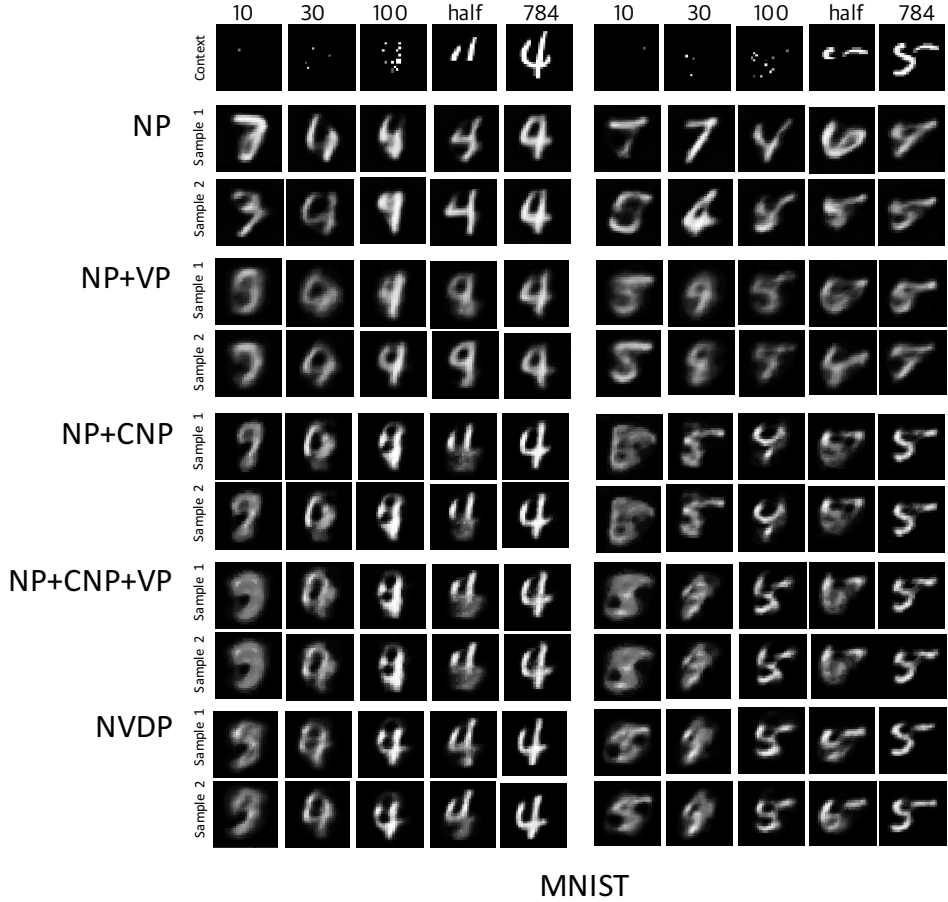 10 30 100 half 784 10 30 100 half 784
Context
NP
Sample 1
Sample 2
NP+VP
Sample 1
Sample 2
NP+CNP
Sample 1
Sample 2
NP+CNP+VP
Sample 1
Sample 2
NVDP
Sample 1
Sample 2
MNIST